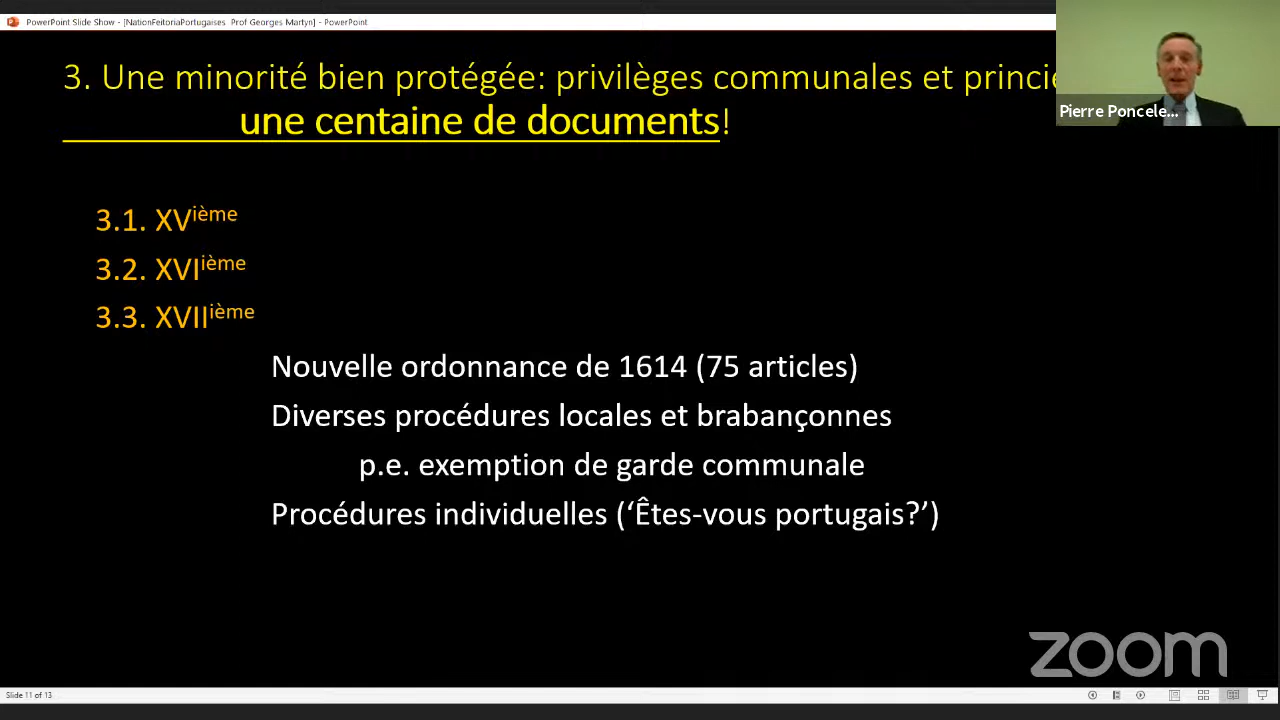 PowerPoint Slide Show - [NationFeitoriaPortugaises Prof Georges Martyn] - PowerPoint
3. Une minorité bien protégée: privilèges communales et princie
une centaine de documents!
Pierre Poncele...
3.1. XVième
3.2. XVIième
3.3. XVIIième
Nouvelle ordonnance de 1614 (75 articles)
Diverses procédures locales et brabançonnes
p.e. exemption de garde communale
Procédures individuelles (‘Êtes-vous portugais?’)
zoom
Slide 11 of 13